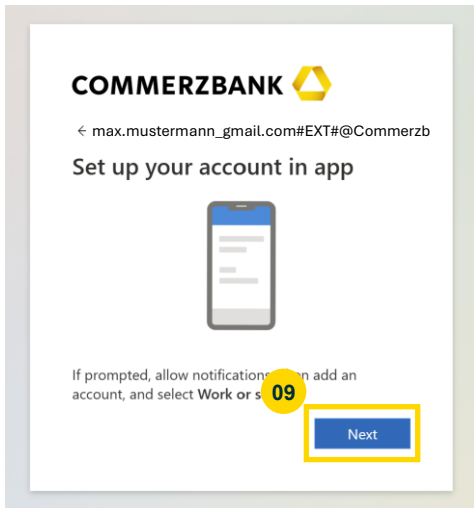 COMMERZBANK
← max.mustermann_gmail.com#EXT#@Commerzb
Set up your account in app
If prompted, allow notifications add an
account, and select Work or s
09
Next